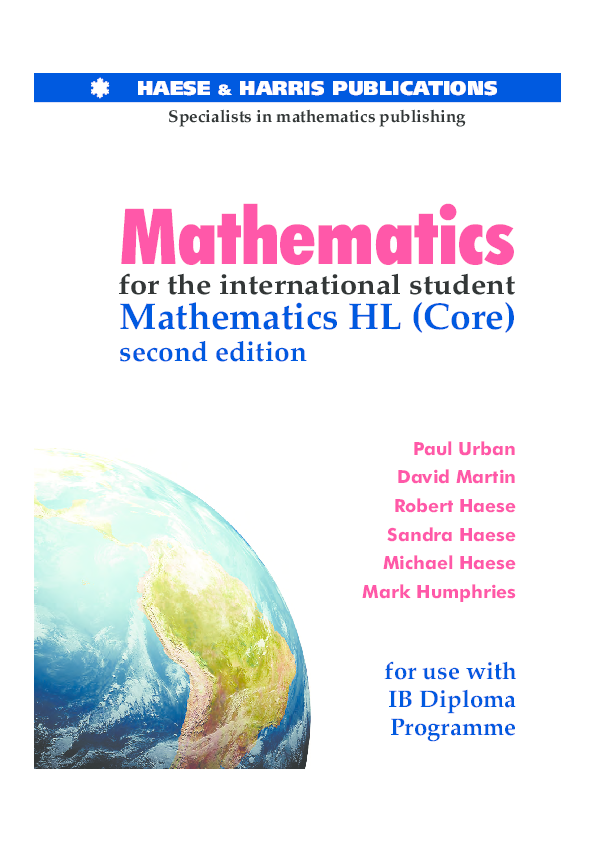 HAESE & HARRIS PUBLICATIONS
Specialists in mathematics publishing
Mathematics
for the international student
Mathematics HL (Core)
second edition
Paul Urban
David Martin
Robert Haese
Sandra Haese
Michael Haese
Mark Humphries
for use with
IB Diploma
Programme